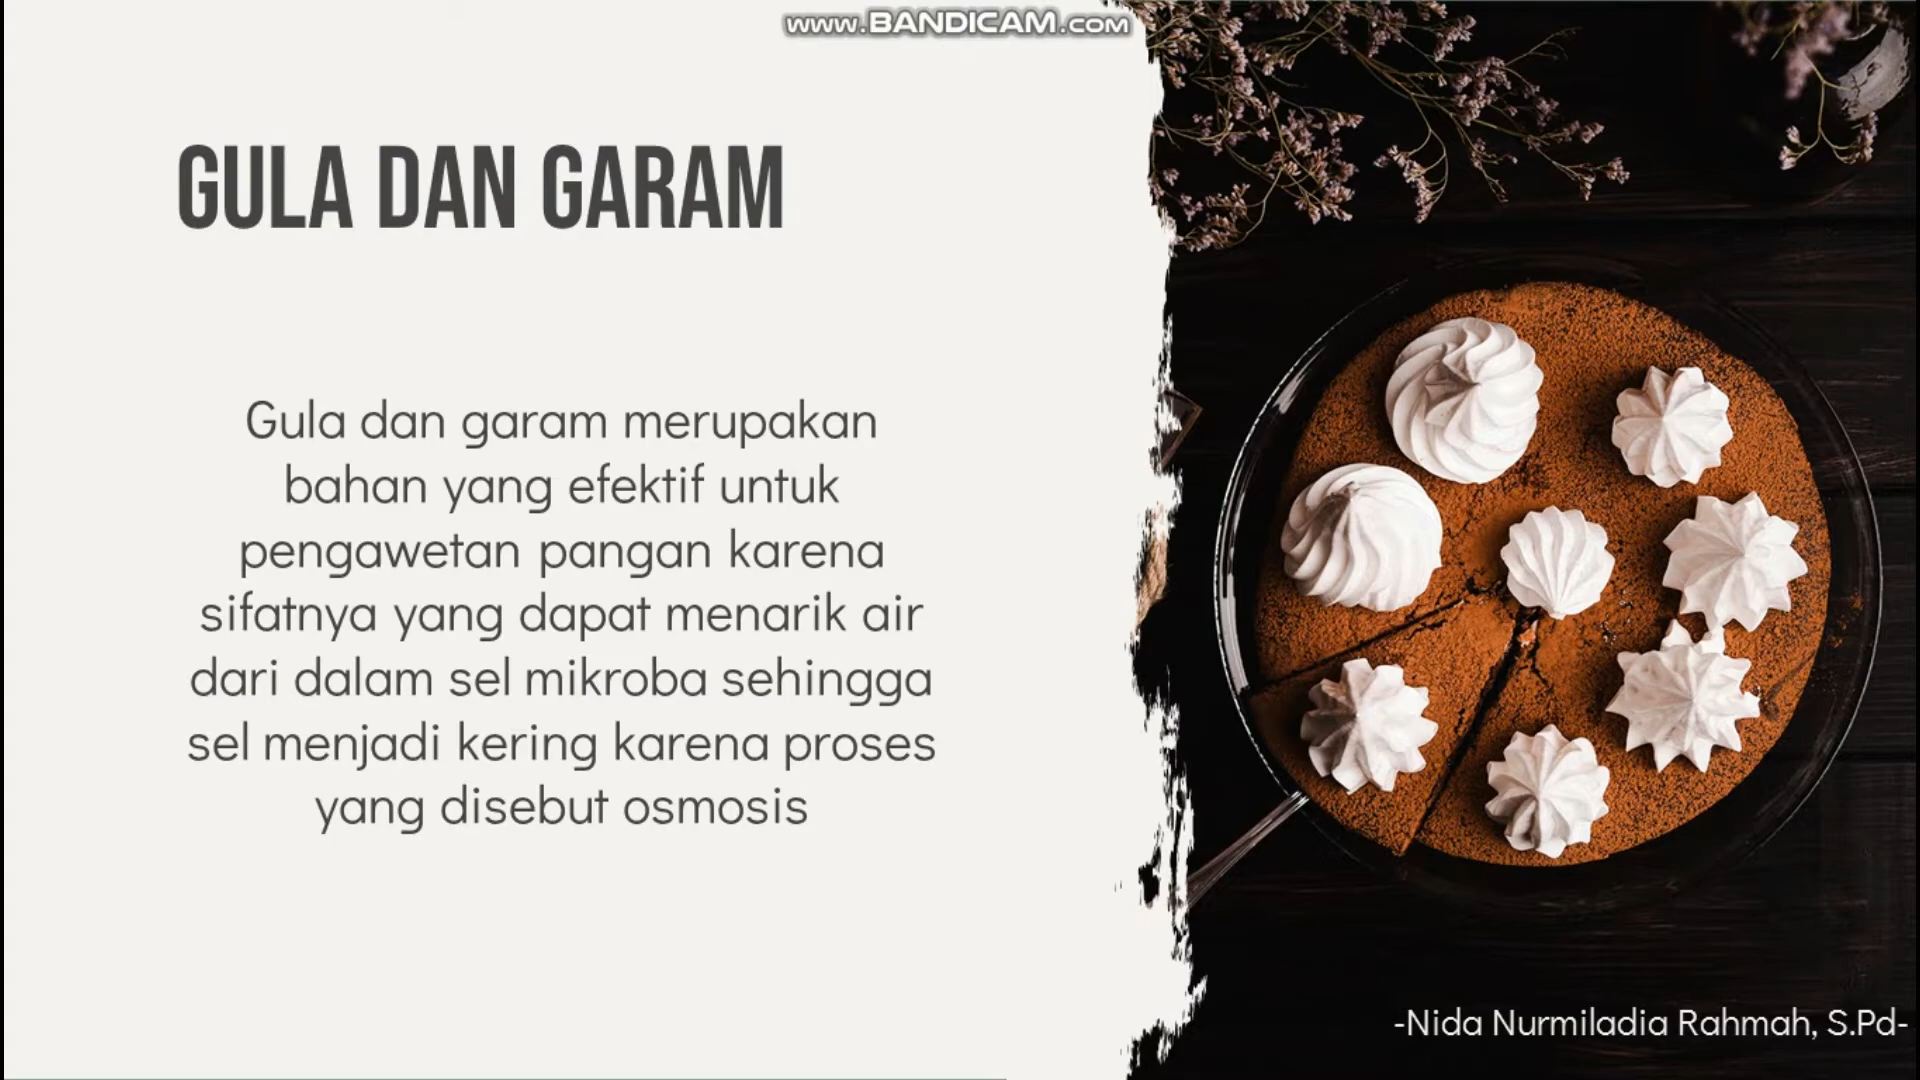 www.BANDICAM.com
GULA DAN GARAM
Gula dan garam merupakan
bahan yang efektif untuk
pengawetan pangan karena
sifatnya yang dapat menarik air
dari dalam sel mikroba sehingga
sel menjadi kering karena proses
yang disebut osmosis
-Nida Nurmiladia Rahmah, S.Pd-